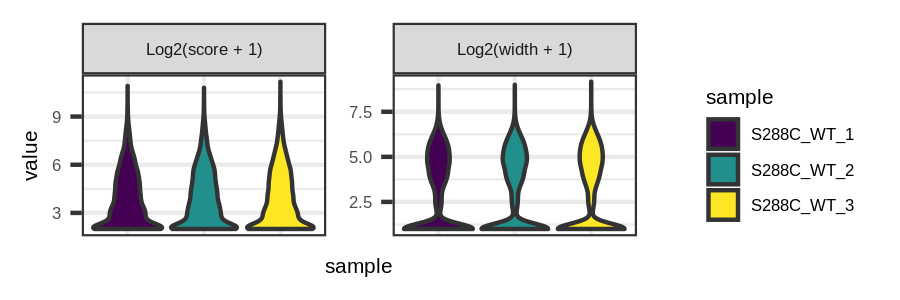 Log2(score + 1)
Log2(width + 1)
value
9
6
3
7.5
5.0
2.5
sample
sample
S288C_WT_1
S288C_WT_2
S288C_WT_3